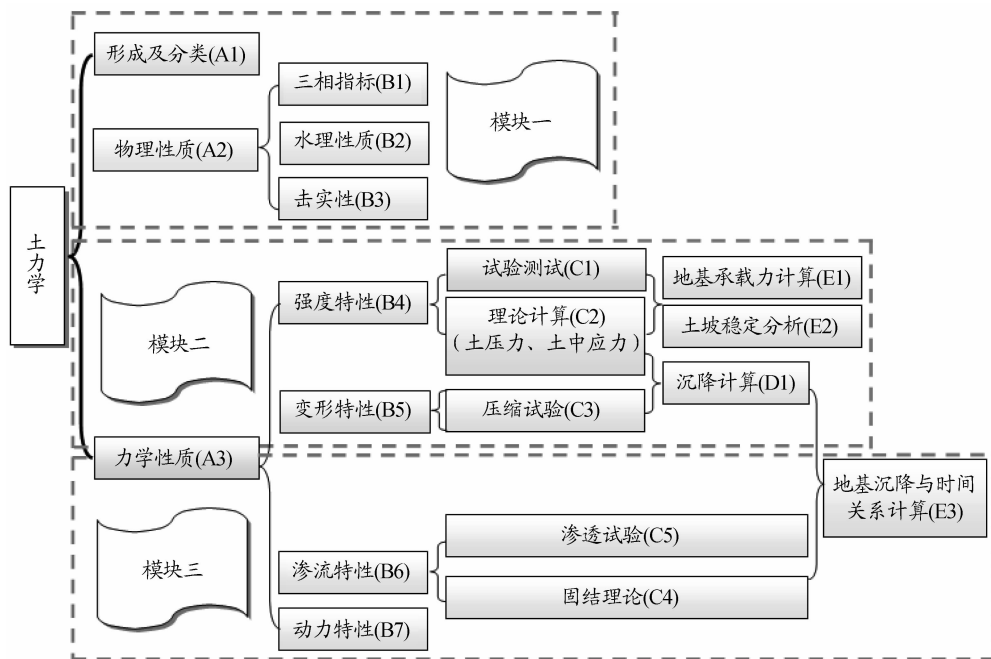 形成及分类(A1)
三相指标(B1)
模块一
物理性质(A2)
水理性质(B2)
击实性(B3)
土力学
模块二
强度特性(B4)
试验测试(C1)
理论计算(C2)
（土压力、土中应力）
地基承载力计算(E1)
土坡稳定分析(E2)
沉降计算(D1)
变形特性(B5)
压缩试验(C3)
力学性质(A3)
地基沉降与时间
关系计算(E3)
模块三
渗流特性(B6)
渗透试验(C5)
固结理论(C4)
动力特性(B7)